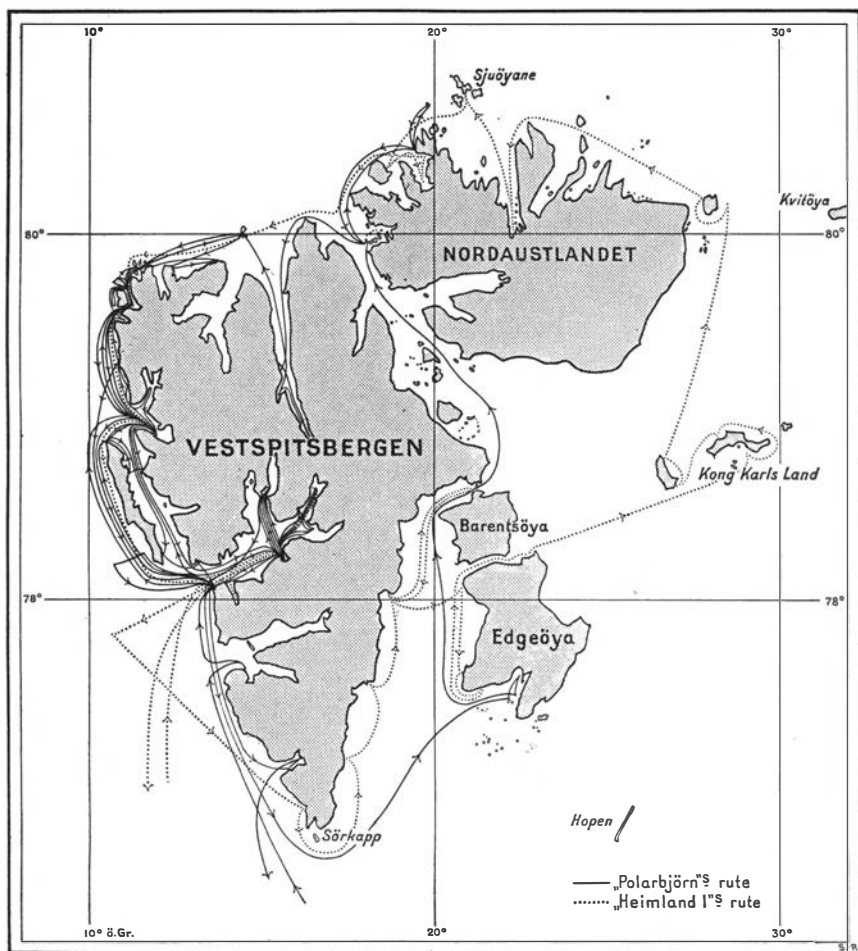 10°
20°
30°
Sjuöyane
Kvitöya
80°
80°
NORDAUSTLANDET
VESTSPITSBERGEN
Kong Karls Land
Barentsöya
78°
78°
Edgeöya
Hopen
Sörkapp
„Polarbjörn"s rute
„Heimland I"s rute
10° ö.Gr.
20°
30°